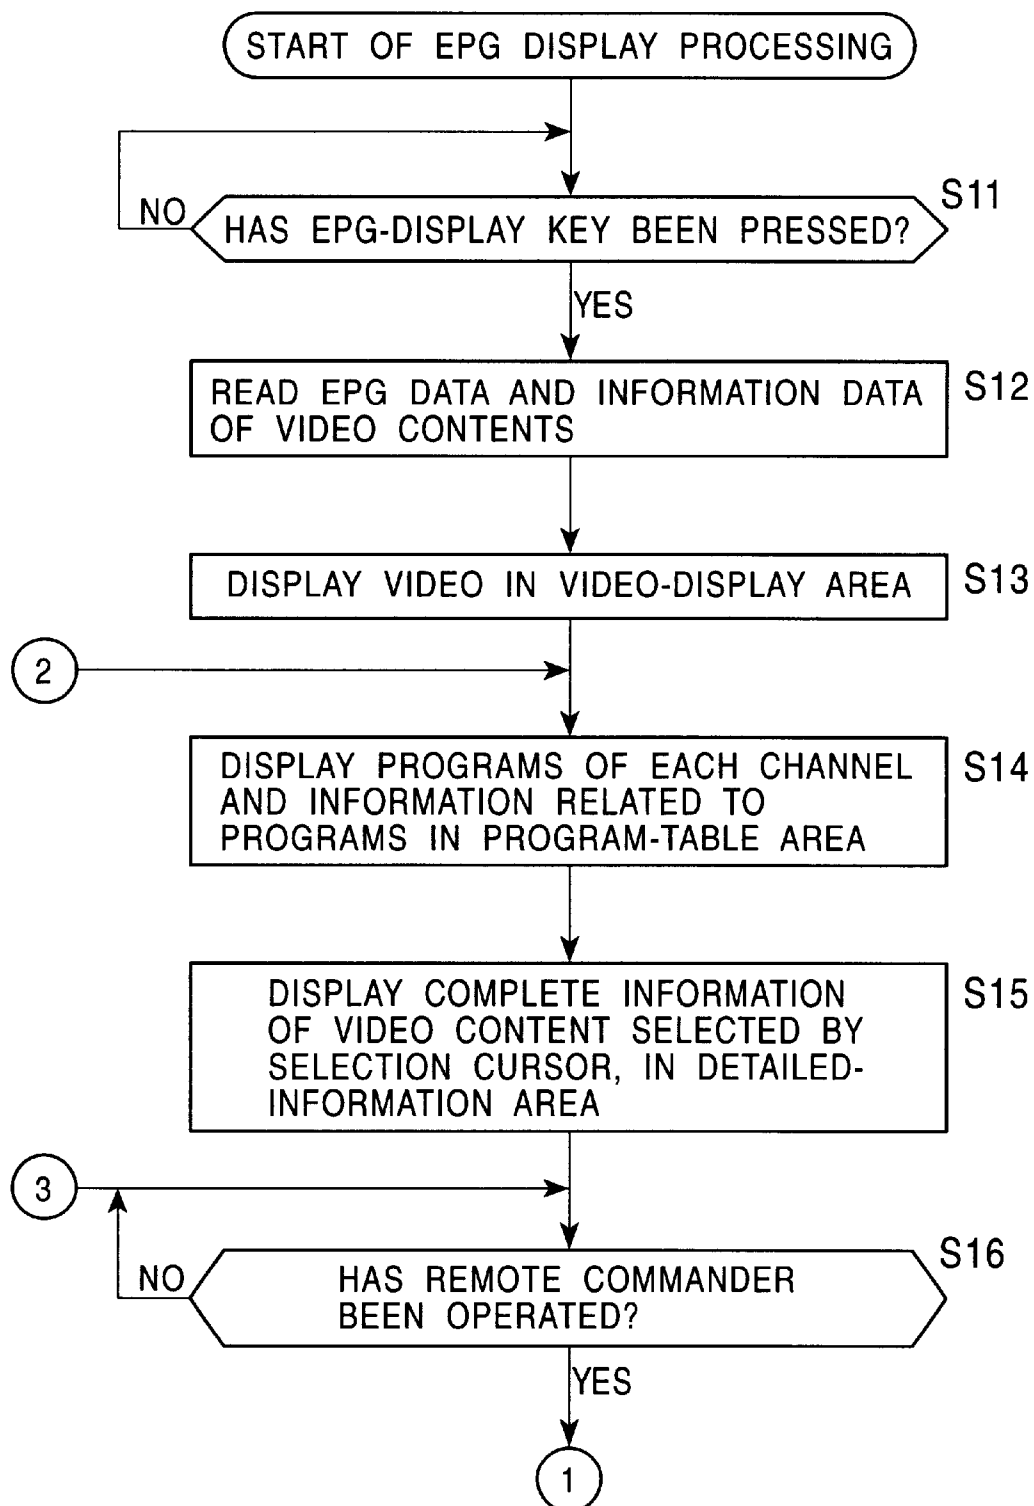 START OF EPG DISPLAY PROCESSING
S11
NO
HAS EPG-DISPLAY KEY BEEN PRESSED?
YES
S12
READ EPG DATA AND INFORMATION DATA
OF VIDEO CONTENTS
S13
DISPLAY VIDEO IN VIDEO-DISPLAY AREA
2
S14
DISPLAY PROGRAMS OF EACH CHANNEL
AND INFORMATION RELATED TO
PROGRAMS IN PROGRAM-TABLE AREA
S15
DISPLAY COMPLETE INFORMATION
OF VIDEO CONTENT SELECTED BY
SELECTION CURSOR, IN DETAILED-
INFORMATION AREA
3
S16
NO
HAS REMOTE COMMANDER
BEEN OPERATED?
YES
1